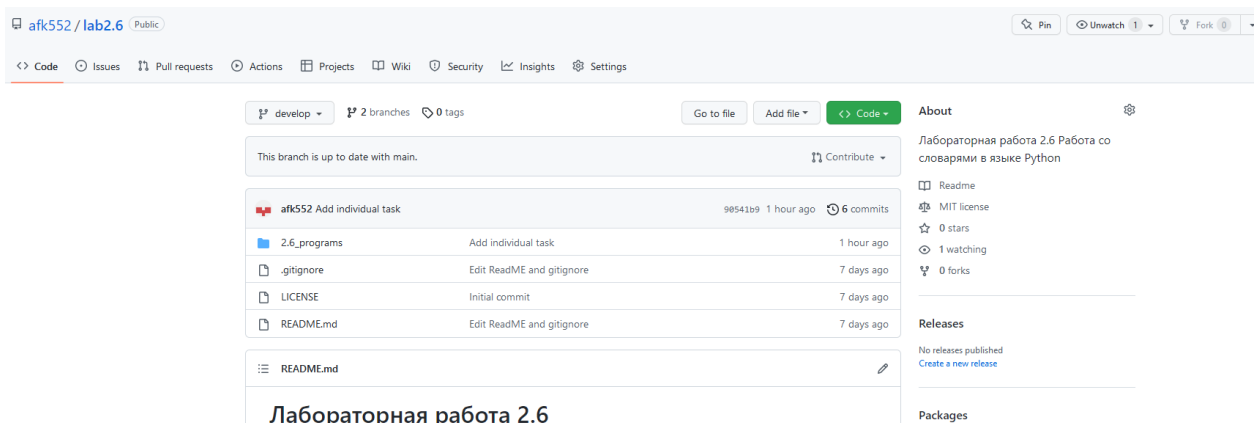 afk552 / lab2.6 Public
Pin Unwatch 1 Fork 0
Code Issues Pull requests Actions Projects Wiki Security Insights Settings
develop 2 branches 0 tags Go to file Add file Code
This branch is up to date with main. Contribute
afk552 Add individual task 90541b9 1 hour ago 6 commits
2.6_programs Add individual task 1 hour ago
.gitignore Edit ReadME and gitignore 7 days ago
LICENSE Initial commit 7 days ago
README.md Edit ReadME and gitignore 7 days ago
README.md
Лабораторная работа 2.6
About
Лабораторная работа 2.6 Работа со
словарями в языке Python
Readme
MIT license
0 stars
1 watching
0 forks
Releases
No releases published
Create a new release
Packages